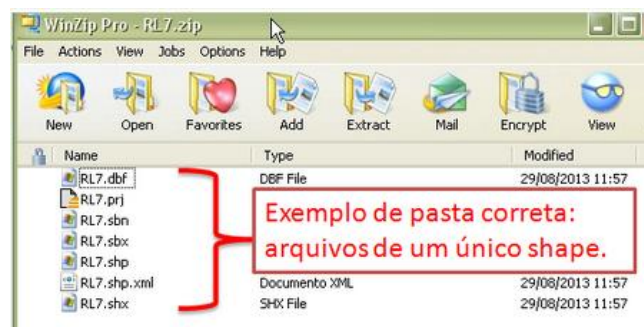 WinZip Pro - RL7.zip
File Actions View Jobs Options Help
New Open Favorites Add Extract Mail Encrypt View
Name Type Modified
RL7.dbf DBF File 29/08/2013 11:57
RL7.prj
RL7.sbn
RL7.sbx
RL7.shp
RL7.shp.xml Documento XML 29/08/2013 11:57
RL7.shx SHX File 29/08/2013 11:57
Exemplo de pasta correta:
arquivos de um único shape.